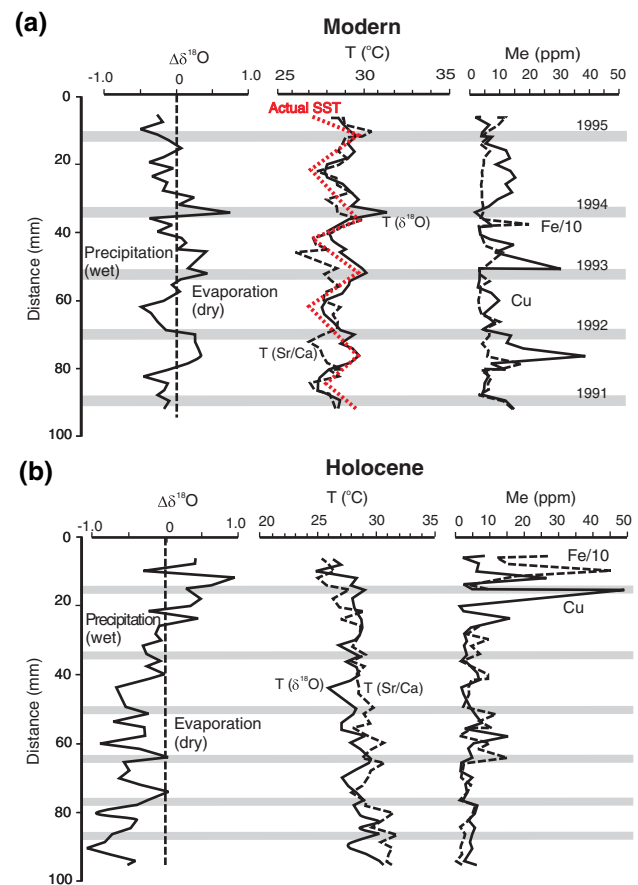 (a)
Modern
Δδ¹⁸O
T (°C)
Me (ppm)
-1.0 0 1.0 25 30 35 0 10 20 30 40 50
0
20
40
60
80
100
Distance (mm)
Actual SST
1995
1994
1993
1992
1991
T (δ¹⁸O)
Fe/10
Precipitation
(wet)
Evaporation
(dry)
Cu
T (Sr/Ca)
(b)
Holocene
Δδ¹⁸O
T (°C)
Me (ppm)
-1.0 0 1.0 20 25 30 35 0 10 20 30 40 50
0
20
40
60
80
100
Distance (mm)
Fe/10
Cu
Precipitation
(wet)
T (δ¹⁸O)
T (Sr/Ca)
Evaporation
(dry)